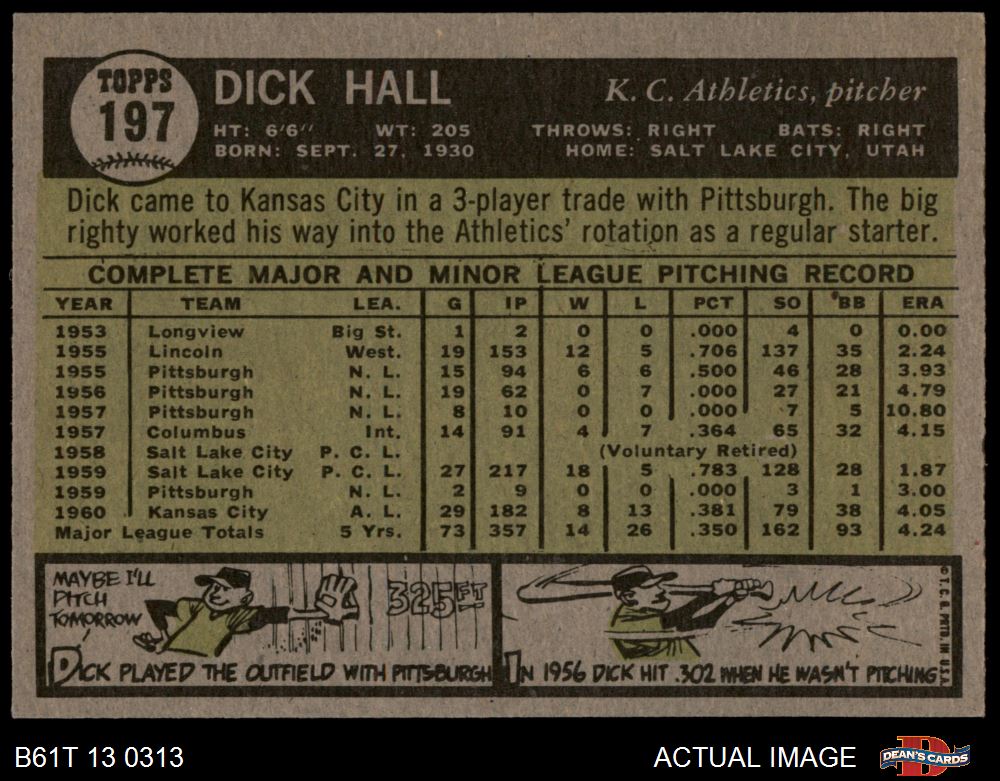 TOPPS
197
DICK HALL
K. C. Athletics, pitcher
HT: 6'6" WT: 205 THROWS: RIGHT BATS: RIGHT
BORN: SEPT. 27, 1930 HOME: SALT LAKE CITY, UTAH
Dick came to Kansas City in a 3-player trade with Pittsburgh. The big
righty worked his way into the Athletics' rotation as a regular starter.
COMPLETE MAJOR AND MINOR LEAGUE PITCHING RECORD
YEAR TEAM LEA. G IP W L PCT SO BB ERA
1953 Longview Big St. 1 2 0 0 .000 4 0 0.00
1955 Lincoln West. 19 153 12 5 .706 137 35 2.24
1955 Pittsburgh N. L. 15 94 6 6 .500 46 28 3.93
1956 Pittsburgh N. L. 19 62 0 7 .000 27 21 4.79
1957 Pittsburgh N. L. 8 10 0 0 .000 7 5 10.80
1957 Columbus Int. 14 91 4 7 .364 65 32 4.15
1958 Salt Lake City P. C. L. (Voluntary Retired)
1959 Salt Lake City P. C. L. 27 217 18 5 .783 128 28 1.87
1959 Pittsburgh N. L. 2 9 0 0 .000 3 1 3.00
1960 Kansas City A. L. 29 182 8 13 .381 79 38 4.05
Major League Totals 5 Yrs. 73 357 14 26 .350 162 93 4.24
MAYBE I'LL
PITCH
TOMORROW
325 FT
DICK PLAYED THE OUTFIELD WITH PITTSBURGH
IN 1956 DICK HIT .302 WHEN HE WASN'T PITCHING
© T. C. G. PRTD. IN U.S.A.
B61T 13 0313
ACTUAL IMAGE
DEAN'S CARDS